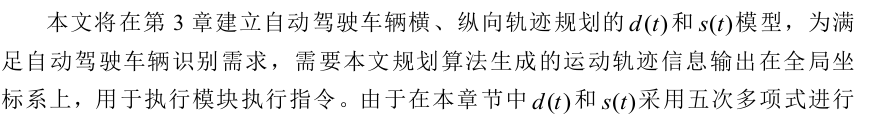 本文将在第 3 章建立自动驾驶车辆横、纵向轨迹规划的 d(t) 和 s(t) 模型，为满
足自动驾驶车辆识别需求，需要本文规划算法生成的运动轨迹信息输出在全局坐
标系上，用于执行模块执行指令。由于在本章节中 d(t) 和 s(t) 采用五次多项式进行